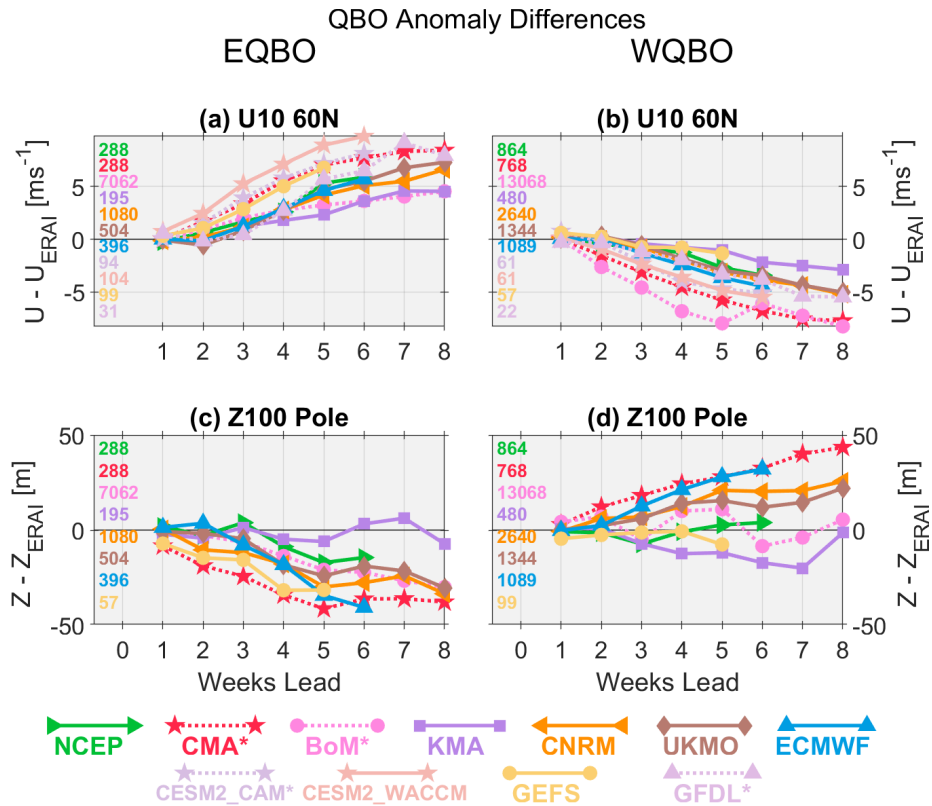 QBO Anomaly Differences
EQBO WQBO
(a) U10 60N
U - U_ERAI [ms⁻¹]
5
0
-5
288
288
7062
195
1080
504
396
94
104
99
31
1 2 3 4 5 6 7 8
(b) U10 60N
864
768
13068
480
2640
1344
1089
61
61
57
22
5
0
-5
U - U_ERAI [ms⁻¹]
1 2 3 4 5 6 7 8
(c) Z100 Pole
Z - Z_ERAI [m]
50
0
-50
288
288
7062
195
1080
504
396
57
0 1 2 3 4 5 6 7 8
Weeks Lead
(d) Z100 Pole
864
768
13068
480
2640
1344
1089
99
50
0
-50
Z - Z_ERAI [m]
0 1 2 3 4 5 6 7 8
Weeks Lead
NCEP CMA* BoM* KMA CNRM UKMO ECMWF
CESM2_CAM* CESM2_WACCM GEFS GFDL*